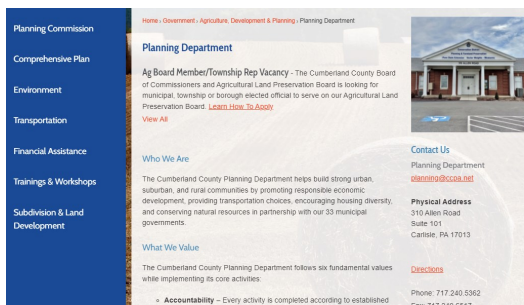 Planning Commission
Comprehensive Plan
Environment
Transportation
Financial Assistance
Trainings & Workshops
Subdivision & Land
Development
Home › Government › Agriculture, Development & Planning › Planning Department
Planning Department
Ag Board Member/Township Rep Vacancy - The Cumberland County Board
of Commissioners and Agricultural Land Preservation Board is looking for
municipal, township or borough elected official to serve on our Agricultural Land
Preservation Board. Learn How To Apply
View All
Who We Are
The Cumberland County Planning Department helps build strong urban,
suburban, and rural communities by promoting responsible economic
development, providing transportation choices, encouraging housing diversity,
and conserving natural resources in partnership with our 33 municipal
governments.
What We Value
The Cumberland County Planning Department follows six fundamental values
while implementing its core activities:
Accountability – Every activity is completed according to established
Contact Us
Planning Department
planning@ccpa.net
Physical Address
310 Allen Road
Suite 101
Carlisle, PA 17013
Directions
Phone: 717.240.5362